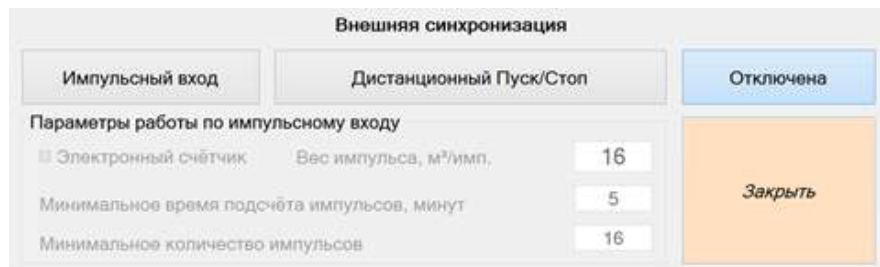 Внешняя синхронизация
Импульсный вход
Дистанционный Пуск/Стоп
Отключена
Параметры работы по импульсному входу
Электронный счётчик
Вес импульса, м³/имп.
16
Минимальное время подсчёта импульсов, минут
5
Минимальное количество импульсов
16
Закрыть